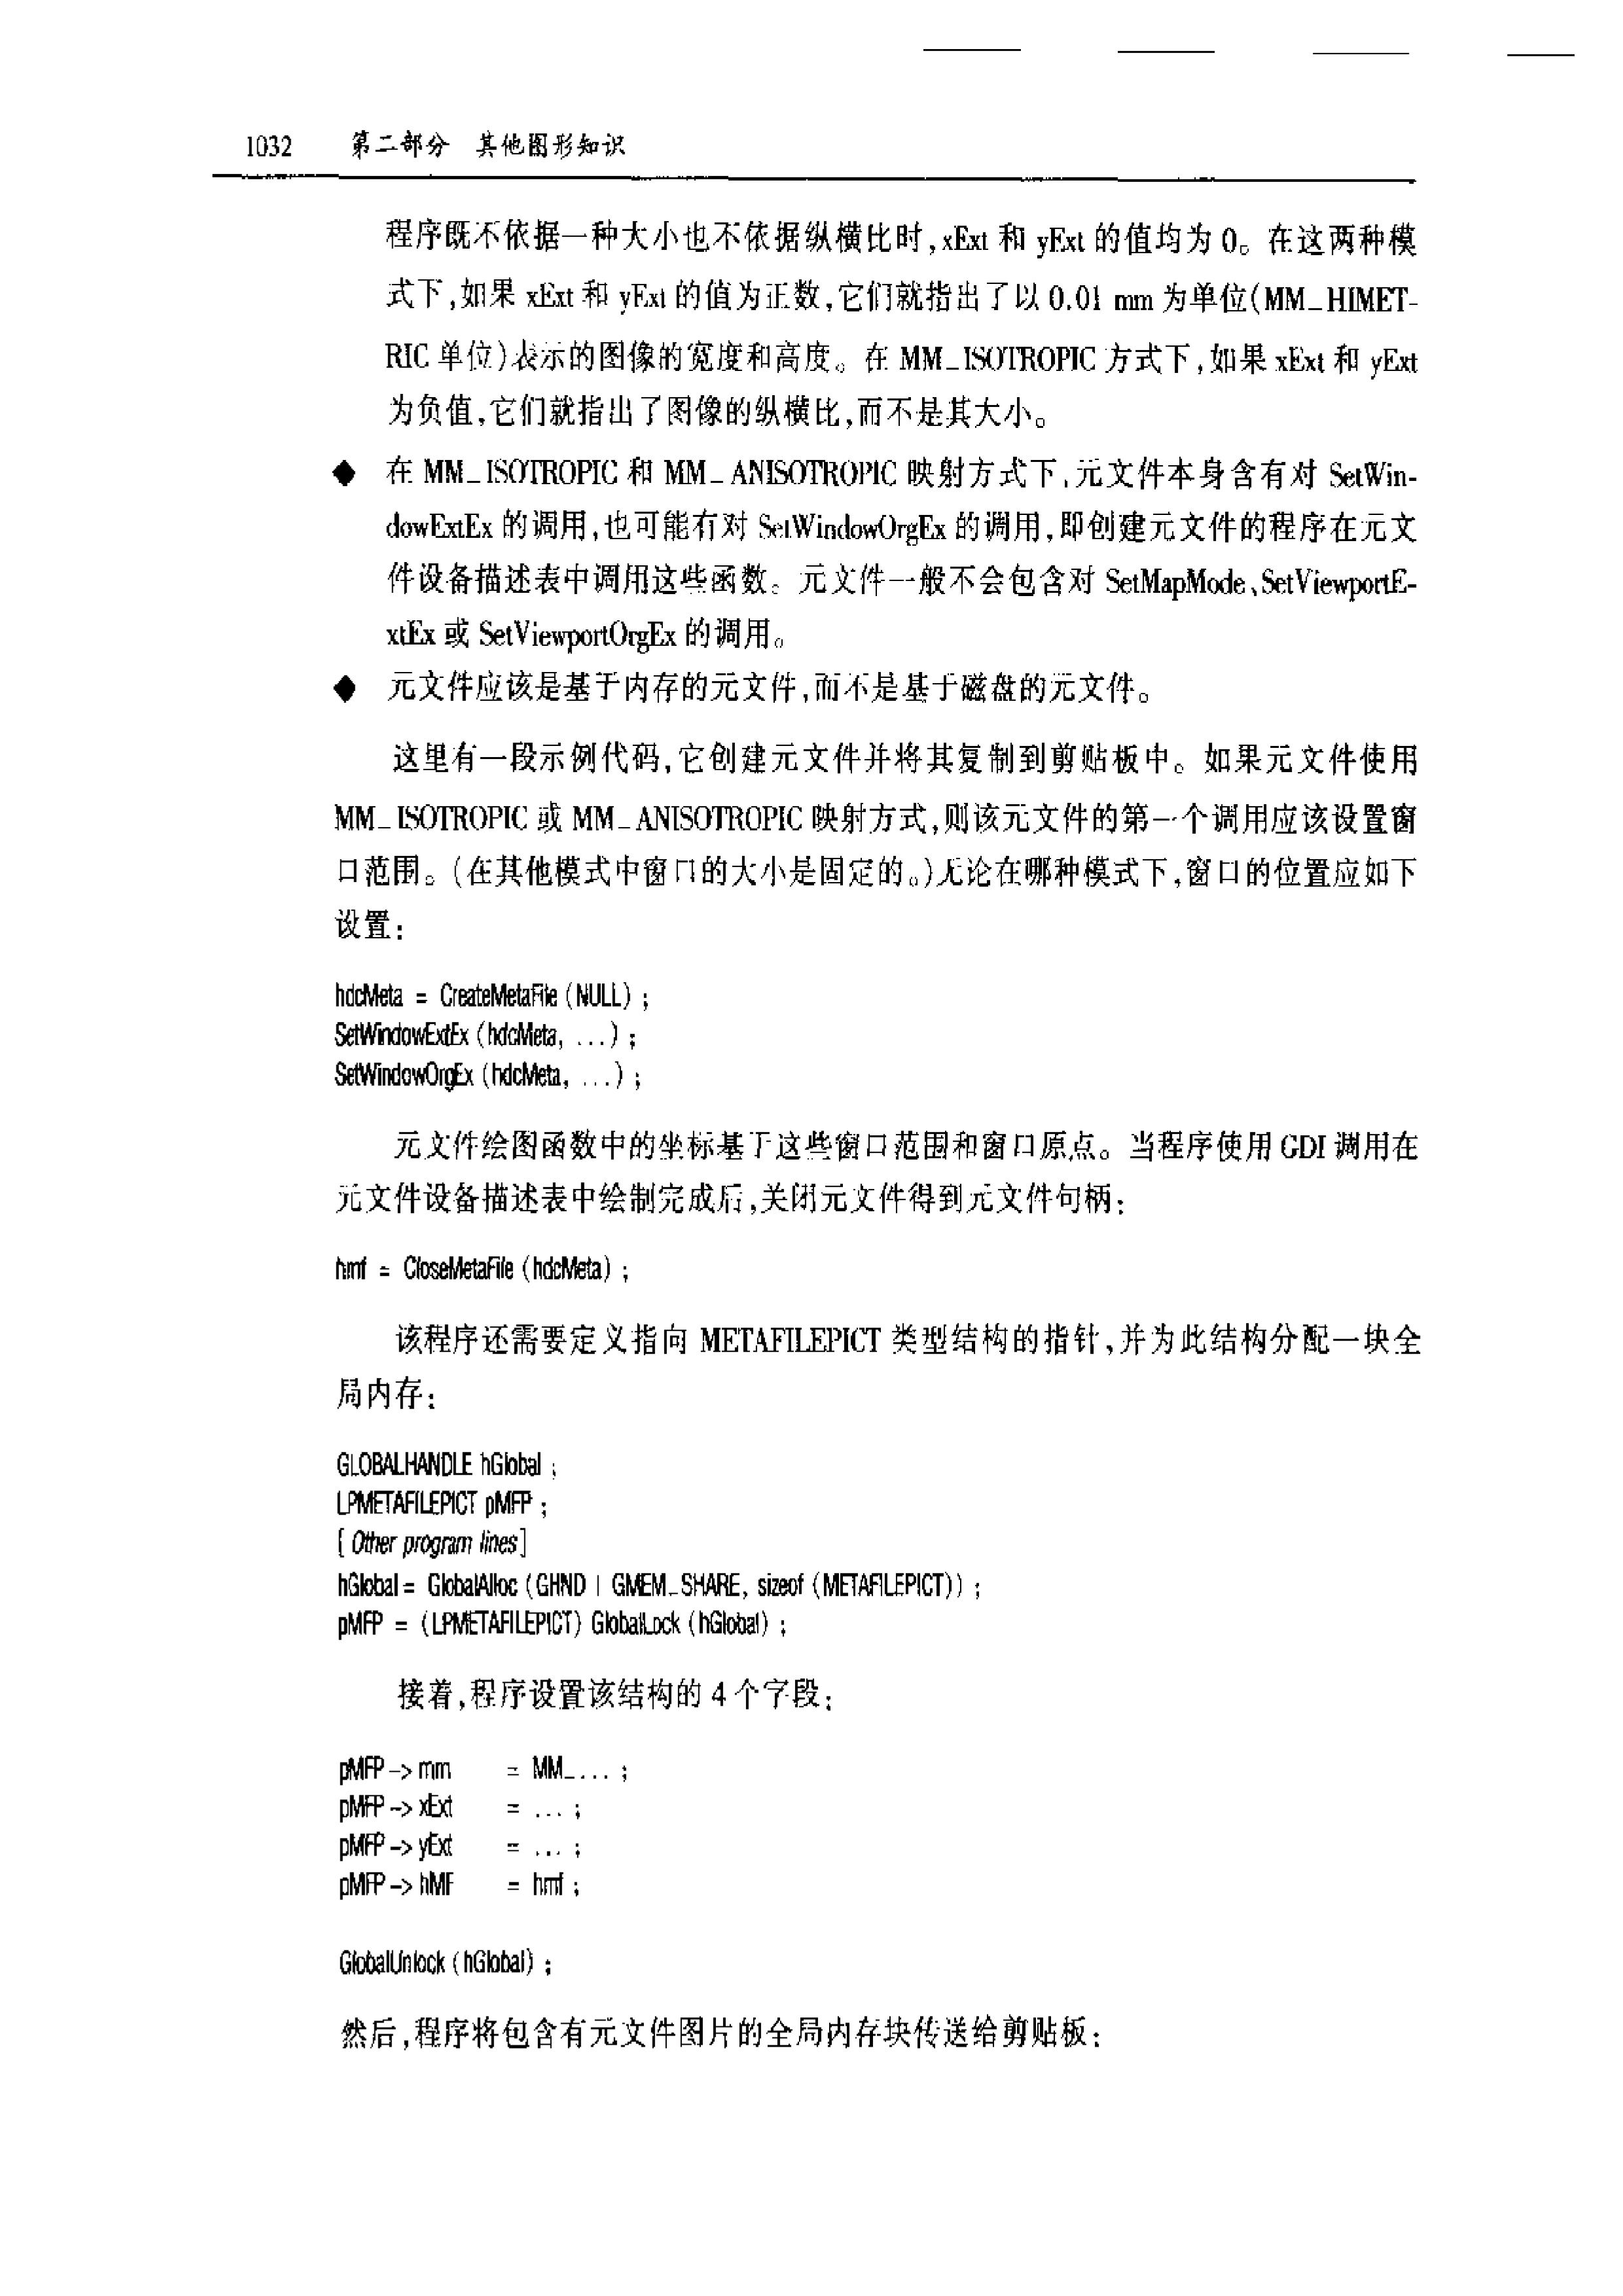 1032 第二部分 其他图形知识
程序既不依据一种大小也不依据纵横比时,xExt 和 yExt 的值均为 0。在这两种模
式下,如果 xExt 和 yExt 的值为正数,它们就指出了以 0.01 mm 为单位(MM_HIMET-
RIC 单位)表示的图像的宽度和高度。在 MM_ISOTROPIC 方式下,如果 xExt 和 yExt
为负值,它们就指出了图像的纵横比,而不是其大小。
◆ 在 MM_ISOTROPIC 和 MM_ANISOTROPIC 映射方式下,元文件本身含有对 SetWin-
dowExtEx 的调用,也可能有对 SetWindowOrgEx 的调用,即创建元文件的程序在元文
件设备描述表中调用这些函数。元文件一般不会包含对 SetMapMode、SetViewportE-
xtEx 或 SetViewportOrgEx 的调用。
◆ 元文件应该是基于内存的元文件,而不是基于磁盘的元文件。
这里有一段示例代码,它创建元文件并将其复制到剪贴板中。如果元文件使用
MM_ISOTROPIC 或 MM_ANISOTROPIC 映射方式,则该元文件的第一个调用应该设置窗
口范围。(在其他模式中窗口的大小是固定的。)无论在哪种模式下,窗口的位置应如下
设置:
hdcMeta = CreateMetaFile (NULL) ;
SetWindowExtEx (hdcMeta, ...) ;
SetWindowOrgEx (hdcMeta, ...) ;
元文件绘图函数中的坐标基于这些窗口范围和窗口原点。当程序使用 GDI 调用在
元文件设备描述表中绘制完成后,关闭元文件得到元文件句柄:
hmf = CloseMetaFile (hdcMeta) ;
该程序还需要定义指向 METAFILEPICT 类型结构的指针,并为此结构分配一块全
局内存:
GLOBALHANDLE hGlobal ;
LPMETAFILEPICT pMFP ;
[ Other program lines]
hGlobal = GlobalAlloc (GHND | GMEM_SHARE, sizeof (METAFILEPICT)) ;
pMFP = (LPMETAFILEPICT) GlobalLock (hGlobal) ;
接着,程序设置该结构的 4 个字段:
pMFP -> mm = MM_... ;
pMFP -> xExt = ... ;
pMFP -> yExt = ... ;
pMFP -> hMF = hmf ;
GlobalUnlock (hGlobal) ;
然后,程序将包含有元文件图片的全局内存块传送给剪贴板: